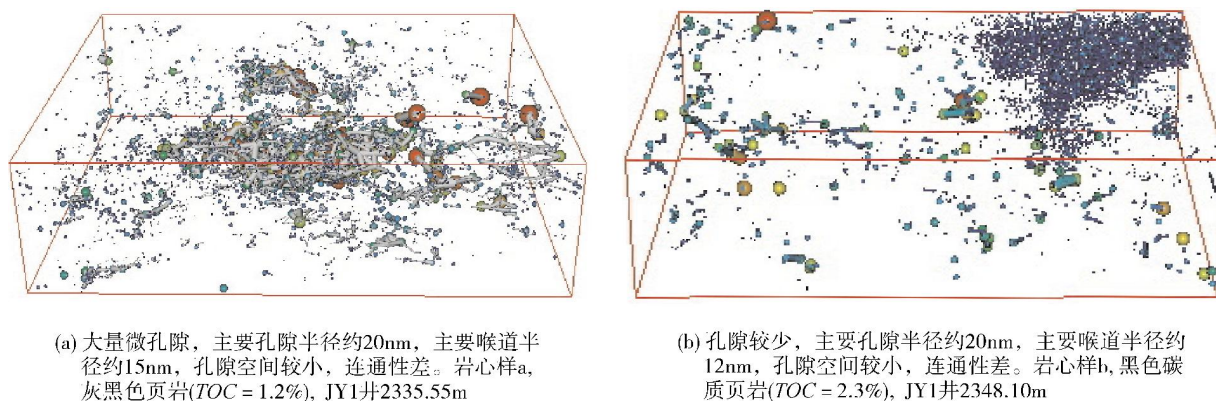 (a) 大量微孔隙，主要孔隙半径约20nm，主要喉道半
径约15nm，孔隙空间较小，连通性差。岩心样a,
灰黑色页岩(TOC = 1.2%), JY1井2335.55m
(b) 孔隙较少，主要孔隙半径约20nm，主要喉道半径约
12nm，孔隙空间较小，连通性差。岩心样b, 黑色碳
质页岩(TOC = 2.3%), JY1井2348.10m